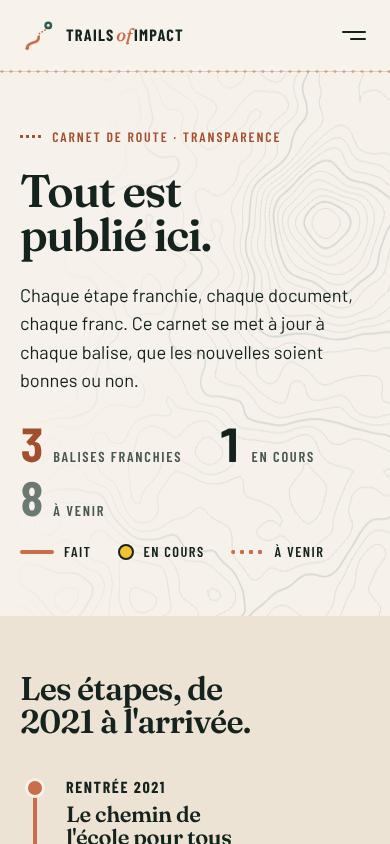 TRAILS of IMPACT
CARNET DE ROUTE · TRANSPARENCE
Tout est
publié ici.
Chaque étape franchie, chaque document,
chaque franc. Ce carnet se met à jour à
chaque balise, que les nouvelles soient
bonnes ou non.
3 BALISES FRANCHIES 1 EN COURS
8 À VENIR
FAIT EN COURS À VENIR
Les étapes, de
2021 à l'arrivée.
RENTRÉE 2021
Le chemin de
l'école pour tous